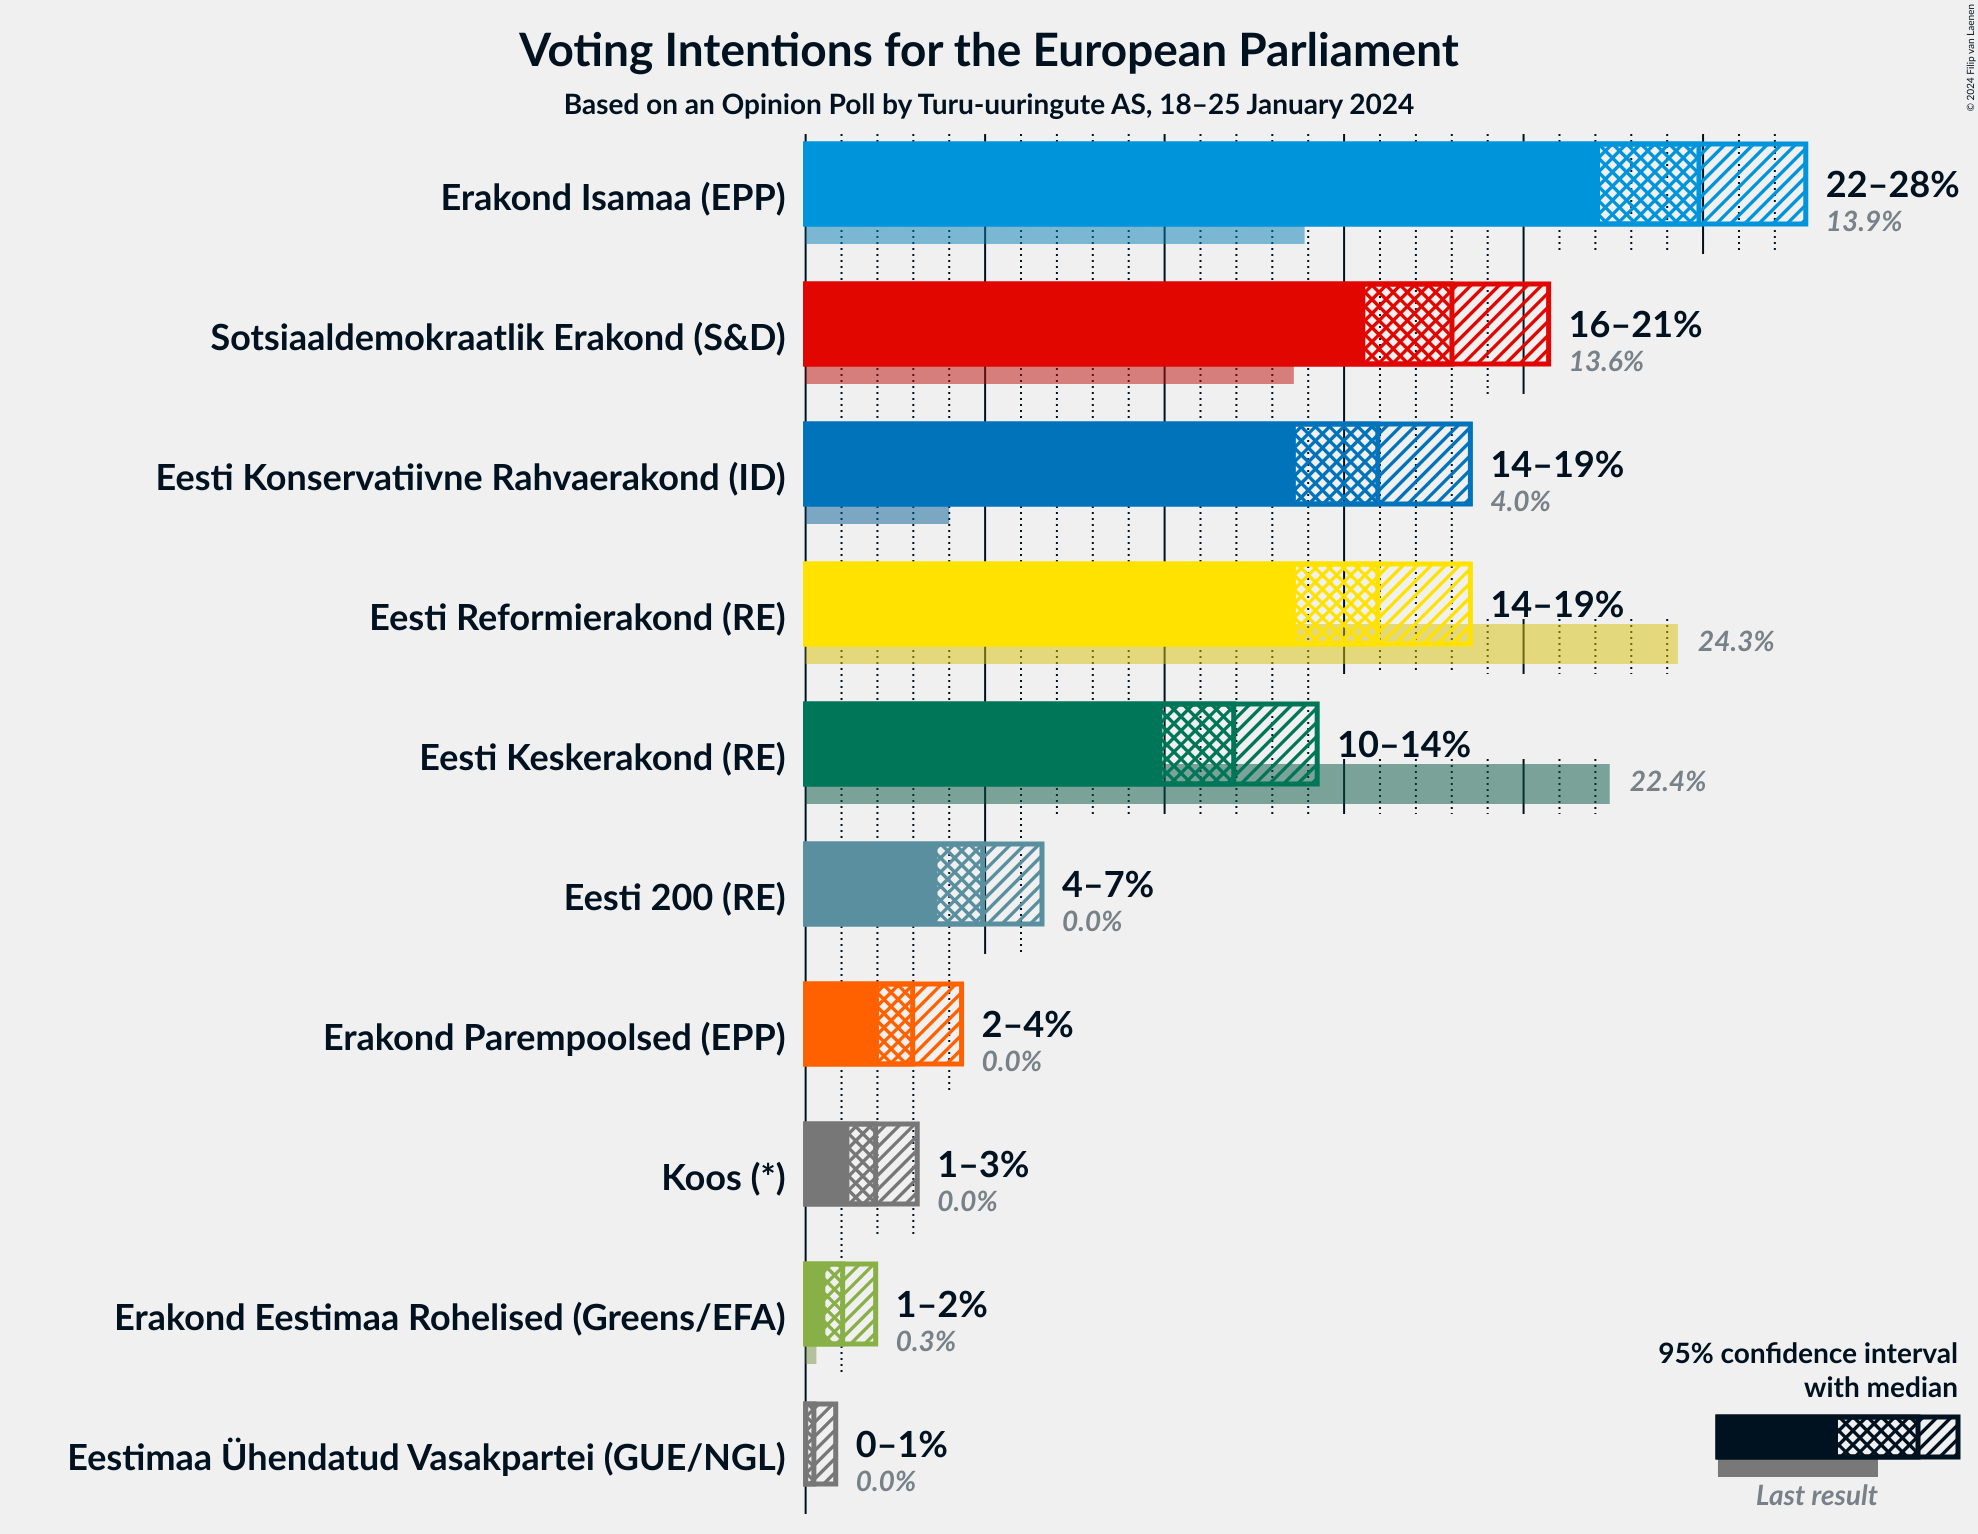 Voting Intentions for the European Parliament
Based on an Opinion Poll by Turu-uuringute AS, 18–25 January 2024
© 2024 Filip van Laenen
Erakond Isamaa (EPP)
22–28%
13.9%
Sotsiaaldemokraatlik Erakond (S&D)
16–21%
13.6%
Eesti Konservatiivne Rahvaerakond (ID)
14–19%
4.0%
Eesti Reformierakond (RE)
14–19%
24.3%
Eesti Keskerakond (RE)
10–14%
22.4%
Eesti 200 (RE)
4–7%
0.0%
Erakond Parempoolsed (EPP)
2–4%
0.0%
Koos (*)
1–3%
0.0%
Erakond Eestimaa Rohelised (Greens/EFA)
1–2%
0.3%
Eestimaa Ühendatud Vasakpartei (GUE/NGL)
0–1%
0.0%
95% confidence interval
with median
Last result